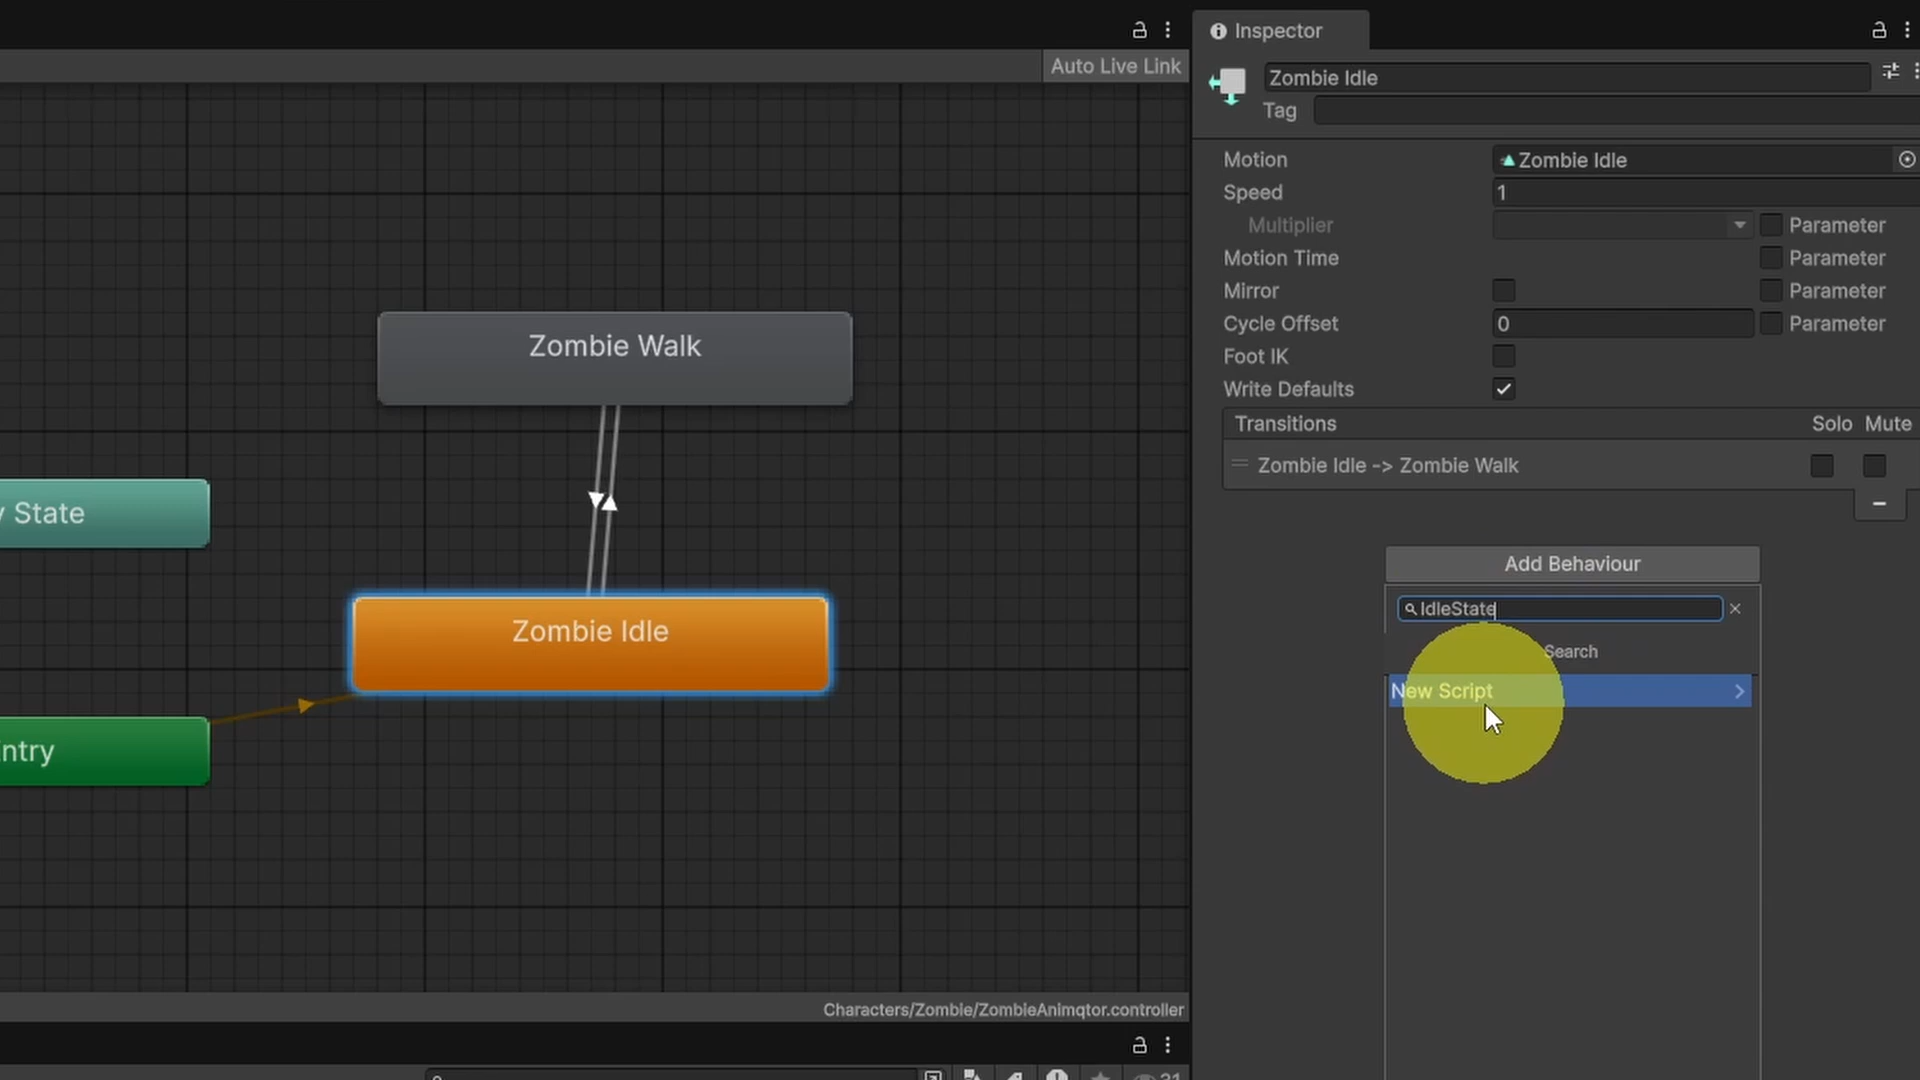 Auto Live Link
Zombie Walk
y State
Zombie Idle
ntry
Characters/Zombie/ZombieAnimqtor.controller
31
Inspector
Zombie Idle
Tag
Motion Zombie Idle
Speed 1
Multiplier Parameter
Motion Time Parameter
Mirror Parameter
Cycle Offset 0 Parameter
Foot IK
Write Defaults
Transitions Solo Mute
Zombie Idle -> Zombie Walk
Add Behaviour
IdleState
Search
New Script